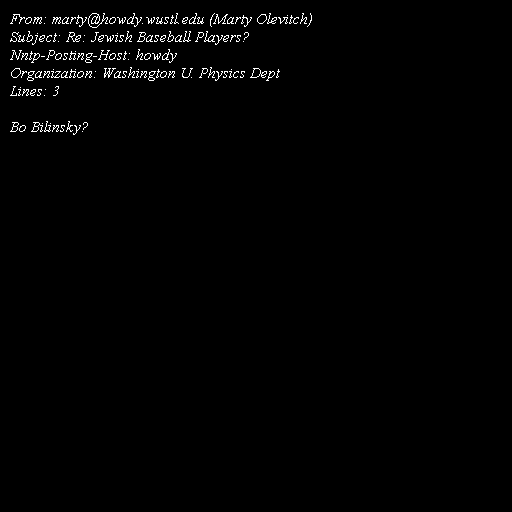 From: marty@howdy.wustl.edu (Marty Olevitch)
Subject: Re: Jewish Baseball Players?
Nntp-Posting-Host: howdy
Organization: Washington U. Physics Dept
Lines: 3

Bo Bilinsky?